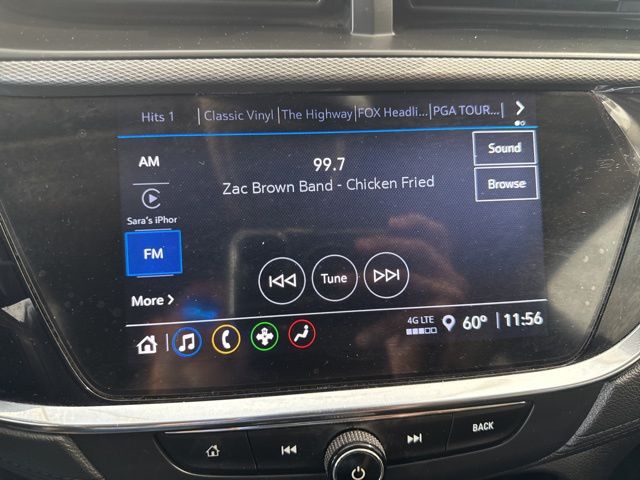 Hits 1 | Classic Vinyl | The Highway | FOX Headli... | PGA TOUR... | >
AM
99.7
Sound
Zac Brown Band - Chicken Fried
Browse
Sara's iPhor
FM
Tune
More >
4G LTE
60° | 11:56
BACK